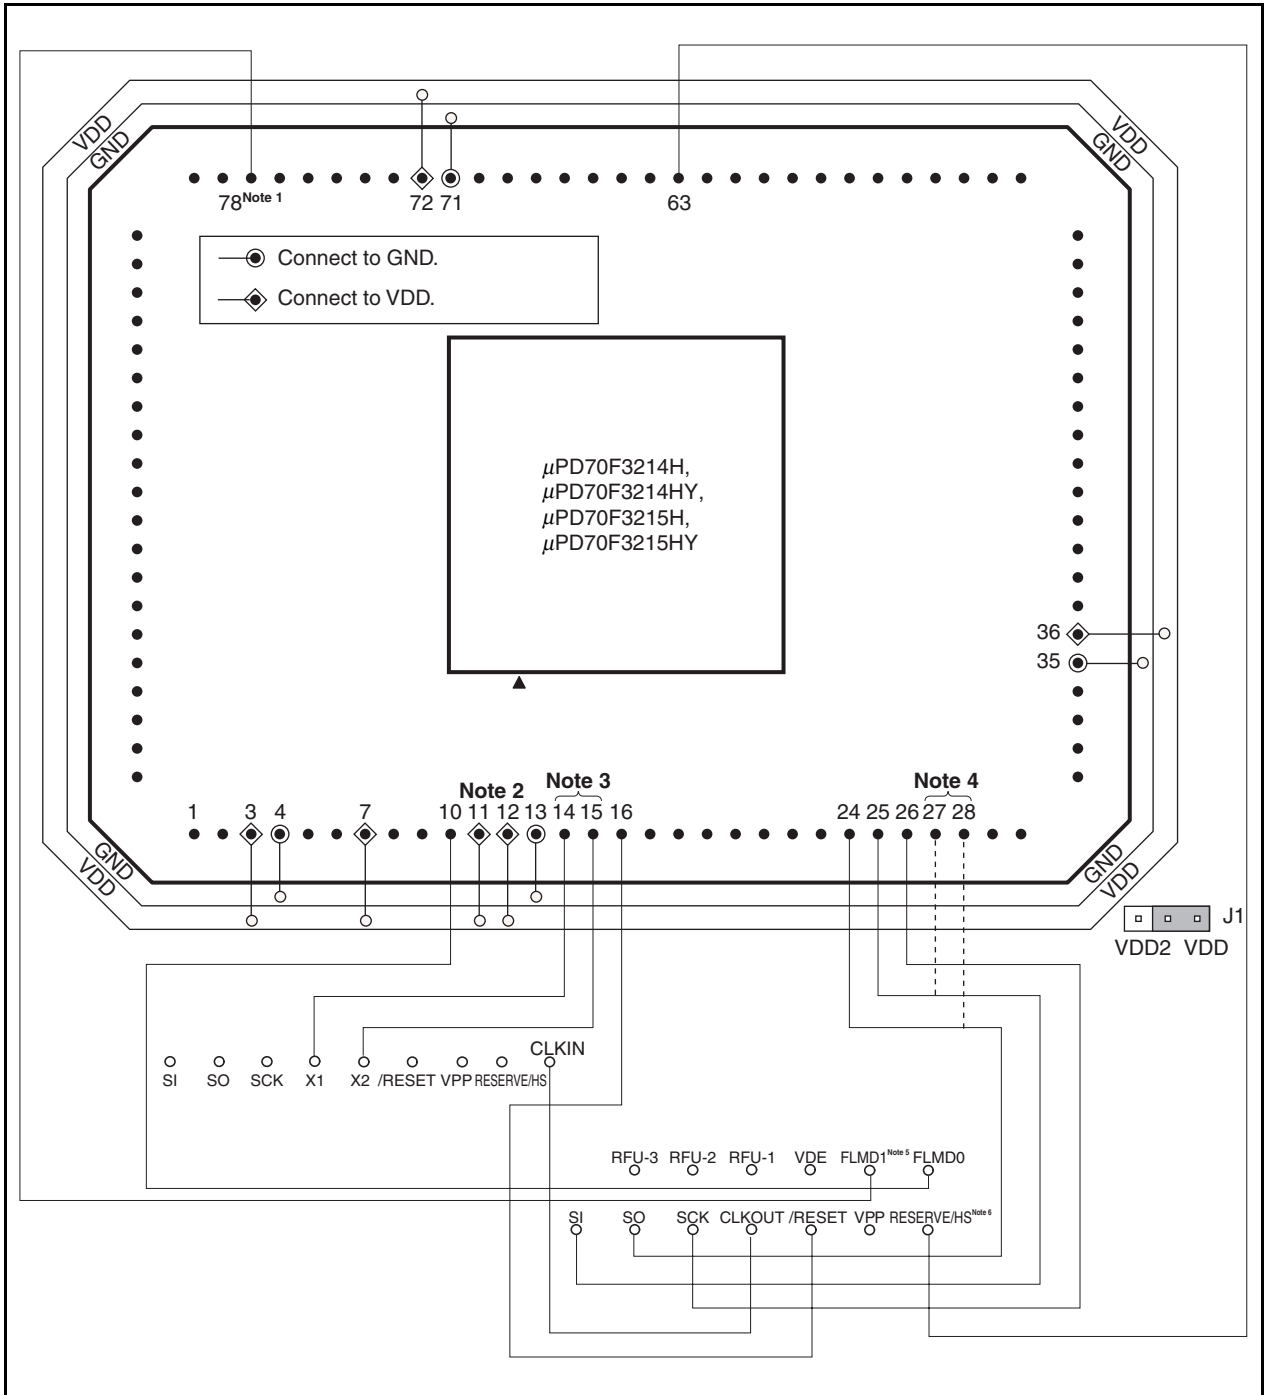 VDD
GND
VDD
GND
78Note 1 72 71 63
Connect to GND.
Connect to VDD.
μPD70F3214H,
μPD70F3214HY,
μPD70F3215H,
μPD70F3215HY
36
35
Note 2 Note 3 Note 4
1 3 4 7 10 11 12 13 14 15 16 24 25 26 27 28
GND
VDD
GND
VDD
J1
VDD2 VDD
CLKIN
SI SO SCK X1 X2 /RESET VPP RESERVE/HS
RFU-3 RFU-2 RFU-1 VDE FLMD1Note 5 FLMD0
SI SO SCK CLKOUT /RESET VPP RESERVE/HSNote 6